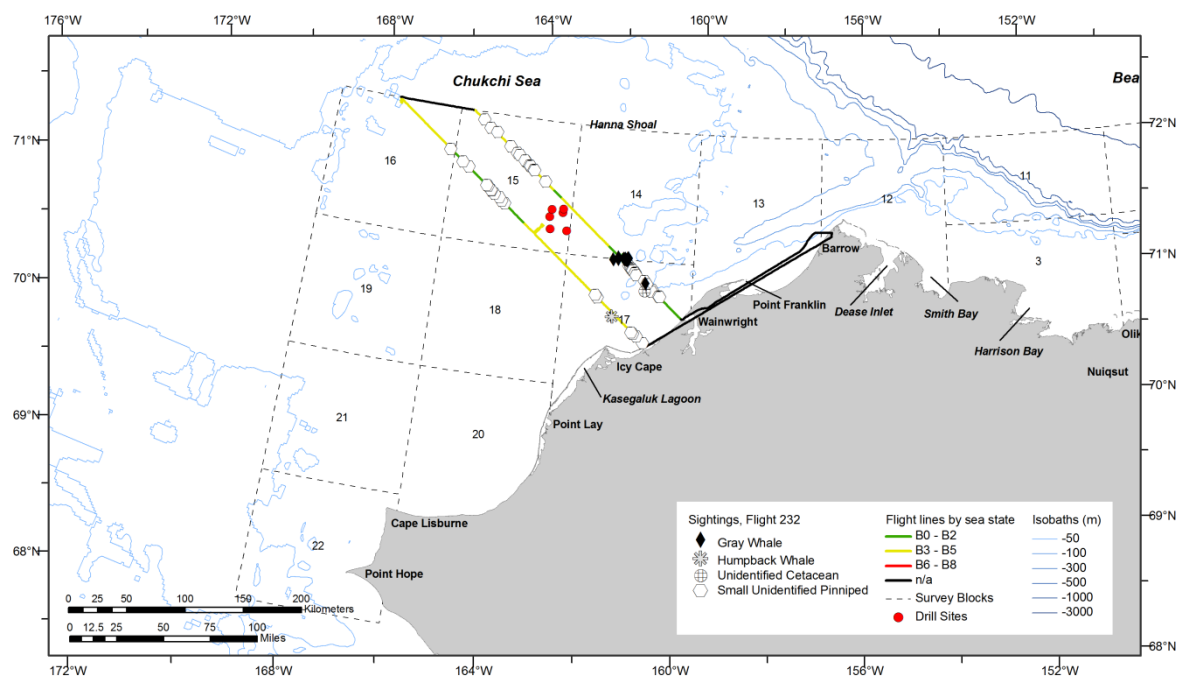 176°W
172°W
168°W
164°W
160°W
156°W
152°W
Chukchi Sea
Bea
72°N
71°N
Hanna Shoal
16
15
14
13
12
11
71°N
Barrow
3
70°N
19
18
17
Point Franklin
Wainwright
Dease Inlet
Smith Bay
Harrison Bay
Olik
Icy Cape
Nuiqsut
70°N
Kasegaluk Lagoon
69°N
21
20
Point Lay
Cape Lisburne
69°N
68°N
22
Point Hope
Sightings, Flight 232
Gray Whale
Humpback Whale
Unidentified Cetacean
Small Unidentified Pinniped
Flight lines by sea state
B0 - B2
B3 - B5
B6 - B8
n/a
Survey Blocks
Drill Sites
Isobaths (m)
-50
-100
-300
-500
-1000
-3000
0 25 50 100 150 200
Kilometers
0 12.5 25 50 75 100
Miles
68°N
172°W
168°W
164°W
160°W
156°W
152°W